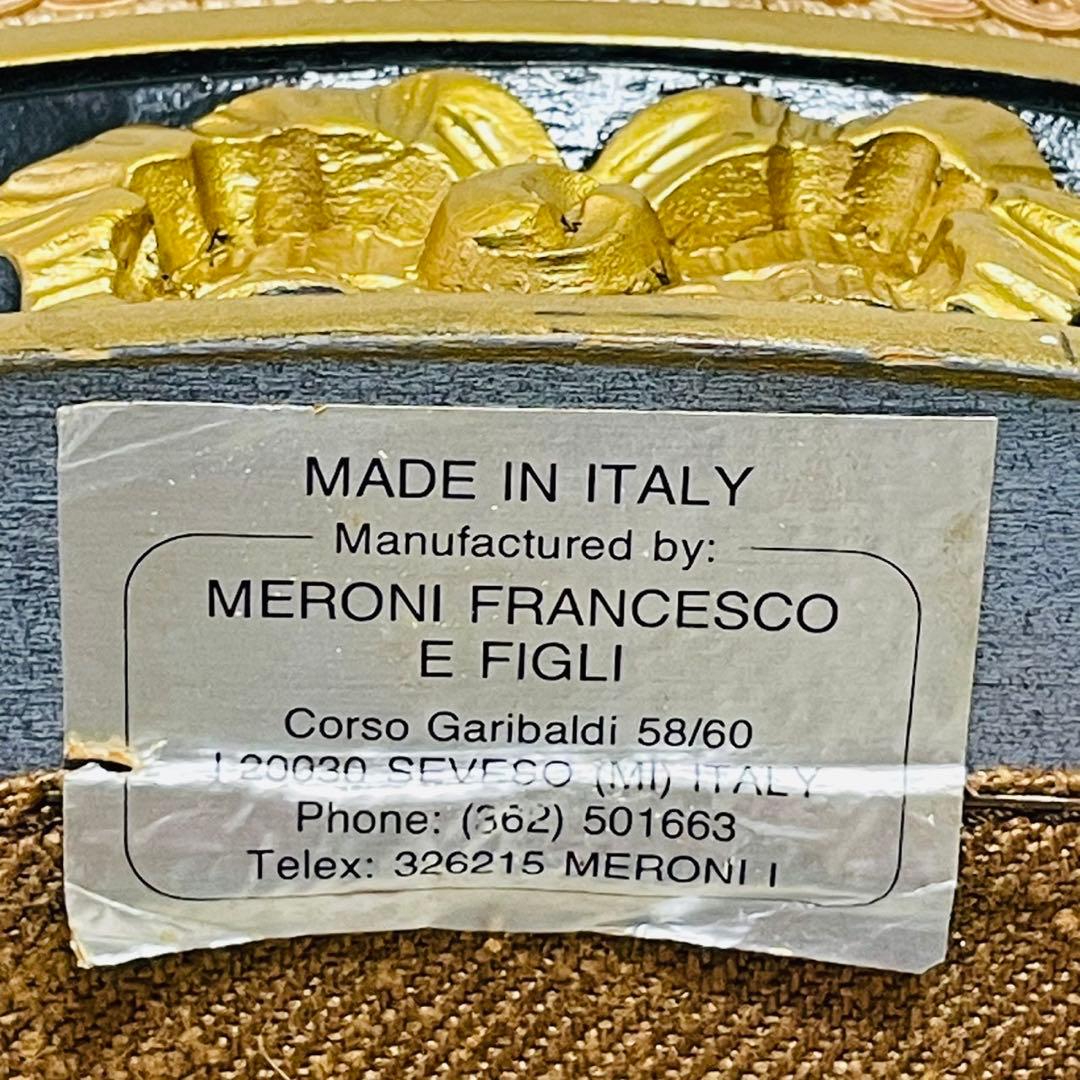 MADE IN ITALY
Manufactured by:
MERONI FRANCESCO
E FIGLI
Corso Garibaldi 58/60
I 20030 SEVESO (MI) ITALY
Phone: (362) 501663
Telex: 326215 MERONI I